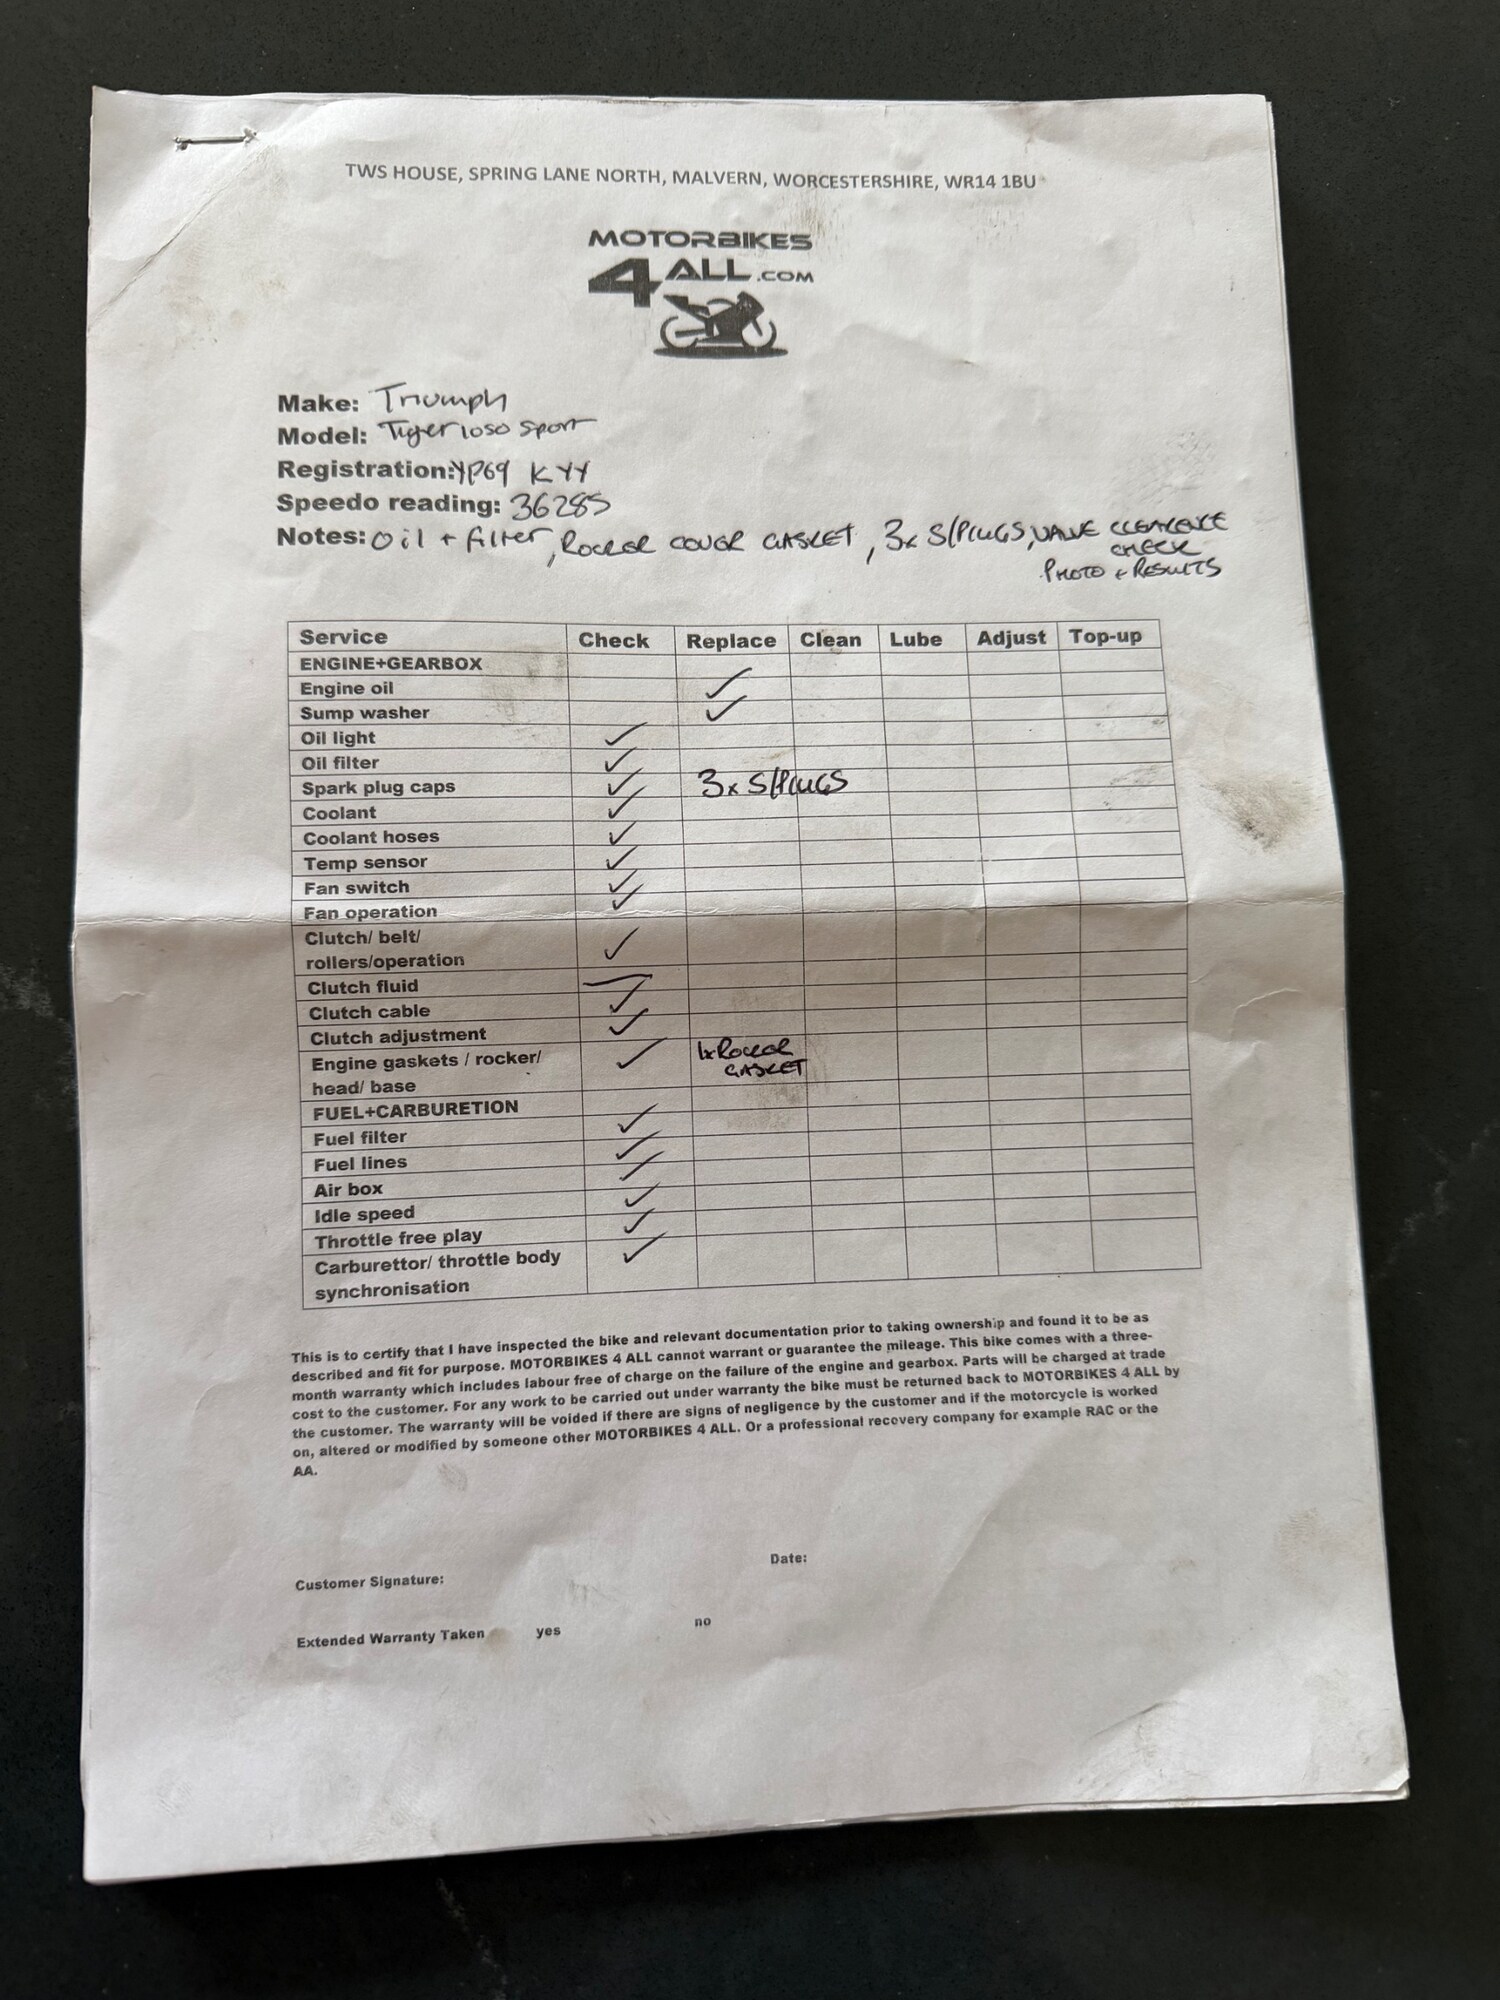 TWS HOUSE, SPRING LANE NORTH, MALVERN, WORCESTERSHIRE, WR14 1BU
MOTORBIKES
4 ALL.COM
Make: Triumph
Model: Tiger 1050 Sport
Registration: YP69 KYY
Speedo reading: 36285
Notes: Oil + filter, ROCKER COVER GASKET, 3x S/PLUGS, VALVE CLEARENCE
CHECK
PHOTO + RESULTS
Service Check Replace Clean Lube Adjust Top-up
ENGINE+GEARBOX
Engine oil ✓
Sump washer ✓
Oil light ✓
Oil filter ✓
Spark plug caps ✓ 3x S/PLUGS
Coolant ✓
Coolant hoses ✓
Temp sensor ✓
Fan switch ✓
Fan operation ✓
Clutch/ belt/
rollers/operation ✓
Clutch fluid —
Clutch cable ✓
Clutch adjustment ✓
Engine gaskets / rocker/ ✓ 1x ROCKER
head/ base GASKET
FUEL+CARBURETION
Fuel filter ✓
Fuel lines ✓
Air box ✓
Idle speed ✓
Throttle free play ✓
Carburettor/ throttle body ✓
synchronisation
This is to certify that I have inspected the bike and relevant documentation prior to taking ownership and found it to be as
described and fit for purpose. MOTORBIKES 4 ALL cannot warrant or guarantee the mileage. This bike comes with a three-
month warranty which includes labour free of charge on the failure of the engine and gearbox. Parts will be charged at trade
cost to the customer. For any work to be carried out under warranty the bike must be returned back to MOTORBIKES 4 ALL by
the customer. The warranty will be voided if there are signs of negligence by the customer and if the motorcycle is worked
on, altered or modified by someone other MOTORBIKES 4 ALL. Or a professional recovery company for example RAC or the
AA.
Date:
Customer Signature:
Extended Warranty Taken yes no